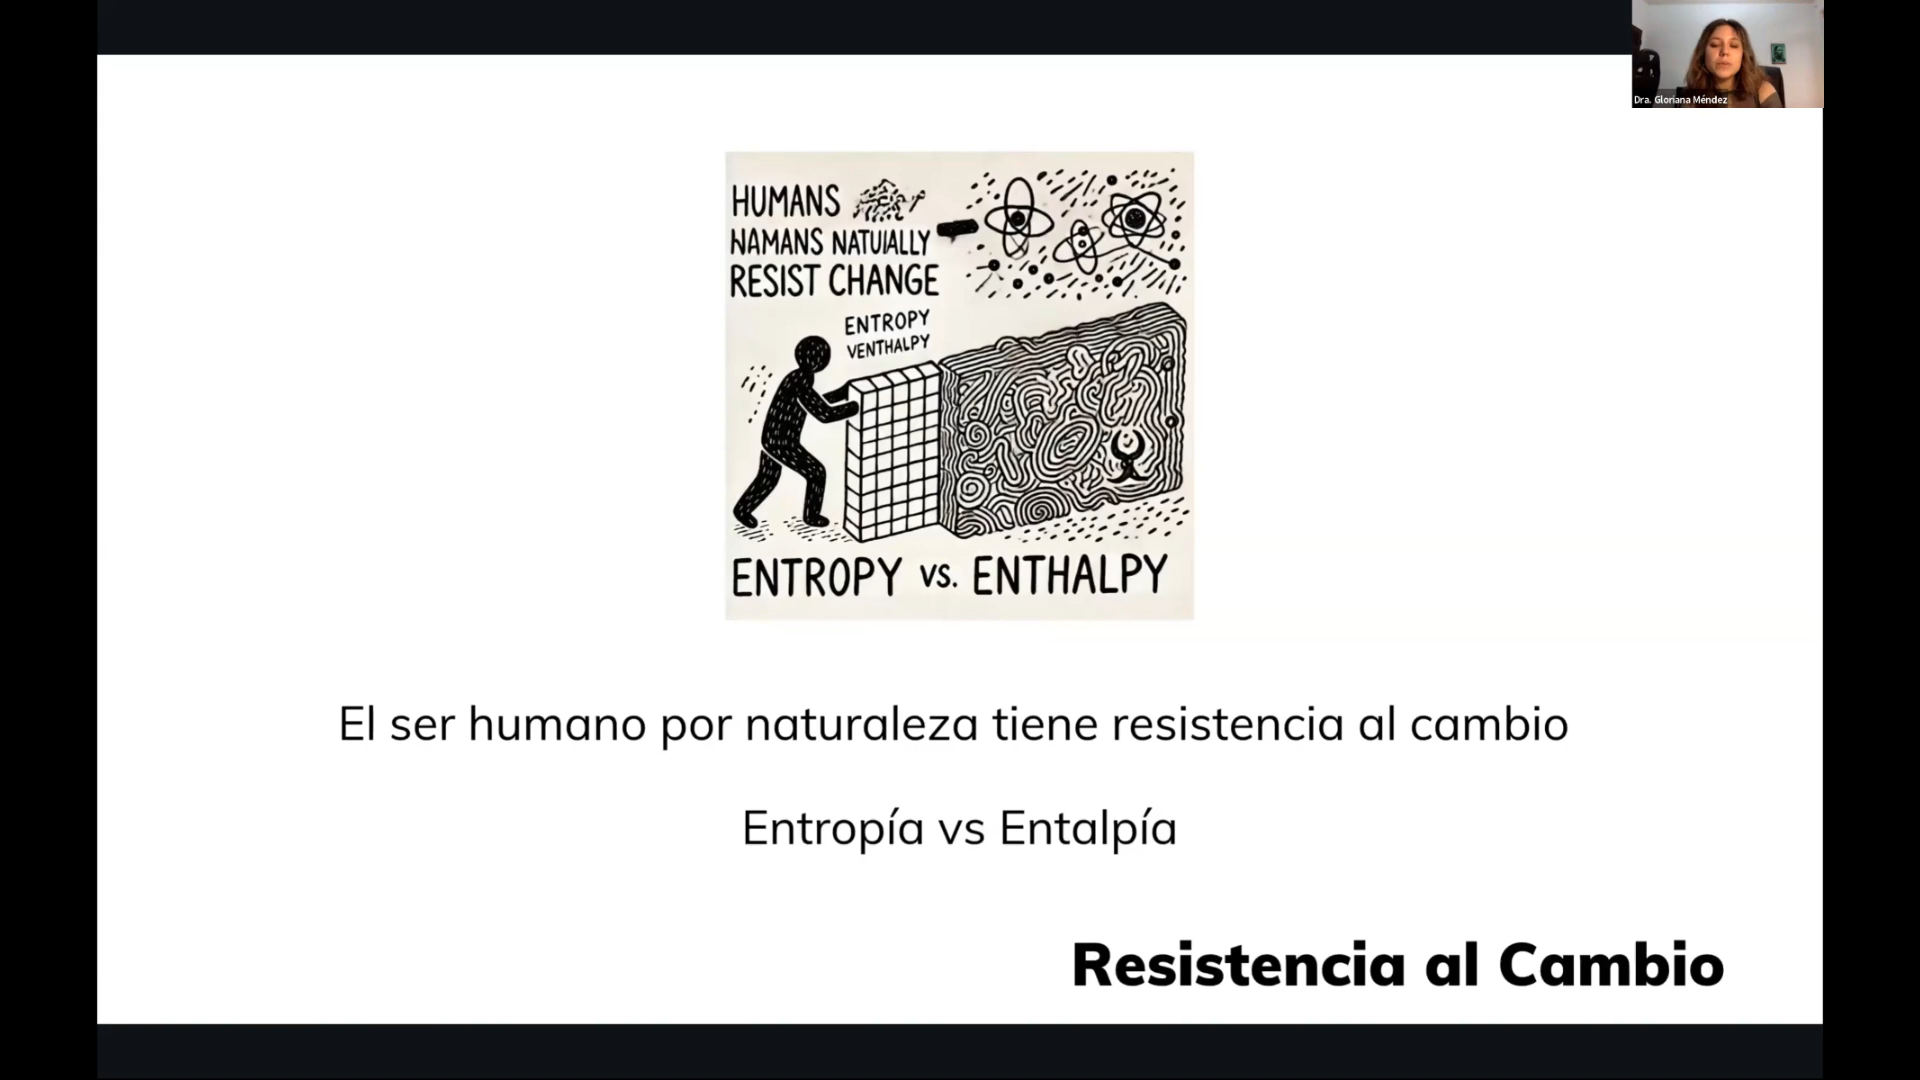 Dra. Gloriana Méndez
HUMANS
NAMANS NATUIALLY
RESIST CHANGE
ENTROPY
VENTHALPY
ENTROPY vs. ENTHALPY
El ser humano por naturaleza tiene resistencia al cambio
Entropía vs Entalpía
Resistencia al Cambio